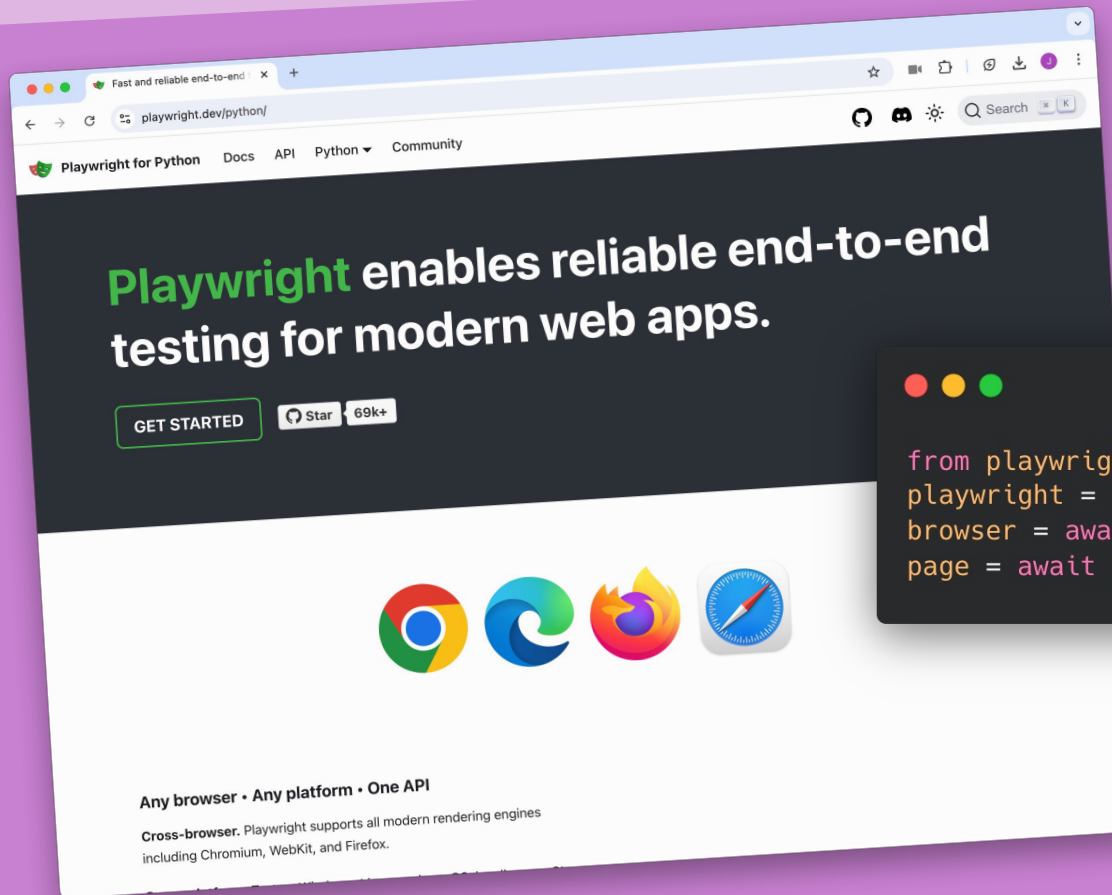 Fast and reliable end-to-end
playwright.dev/python/
Playwright for Python Docs API Python Community Search K
Playwright enables reliable end-to-end
testing for modern web apps.
GET STARTED Star 69k+
from playwrig
playwright =
browser = awa
page = await
Any browser • Any platform • One API
Cross-browser. Playwright supports all modern rendering engines
including Chromium, WebKit, and Firefox.